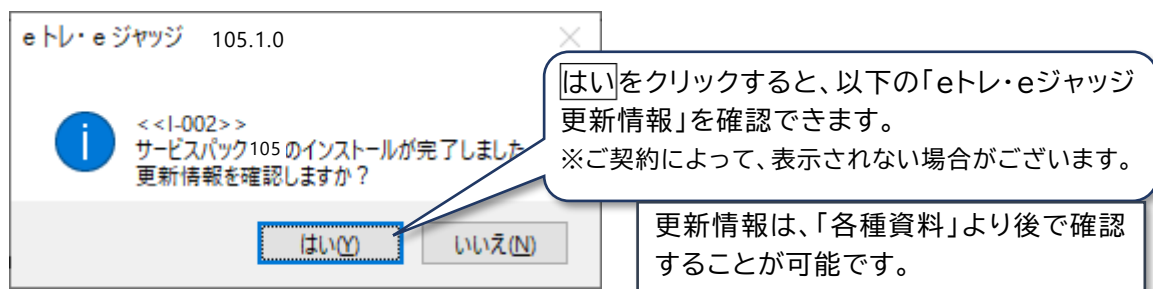 eトレ・eジャッジ 105.1.0
<<I-002>>
サービスパック105のインストールが完了しました
更新情報を確認しますか?
はい(Y)
いいえ(N)
はいをクリックすると、以下の「eトレ・eジャッジ
更新情報」を確認できます。
※ご契約によって、表示されない場合がございます。
更新情報は、「各種資料」より後で確認
することが可能です。